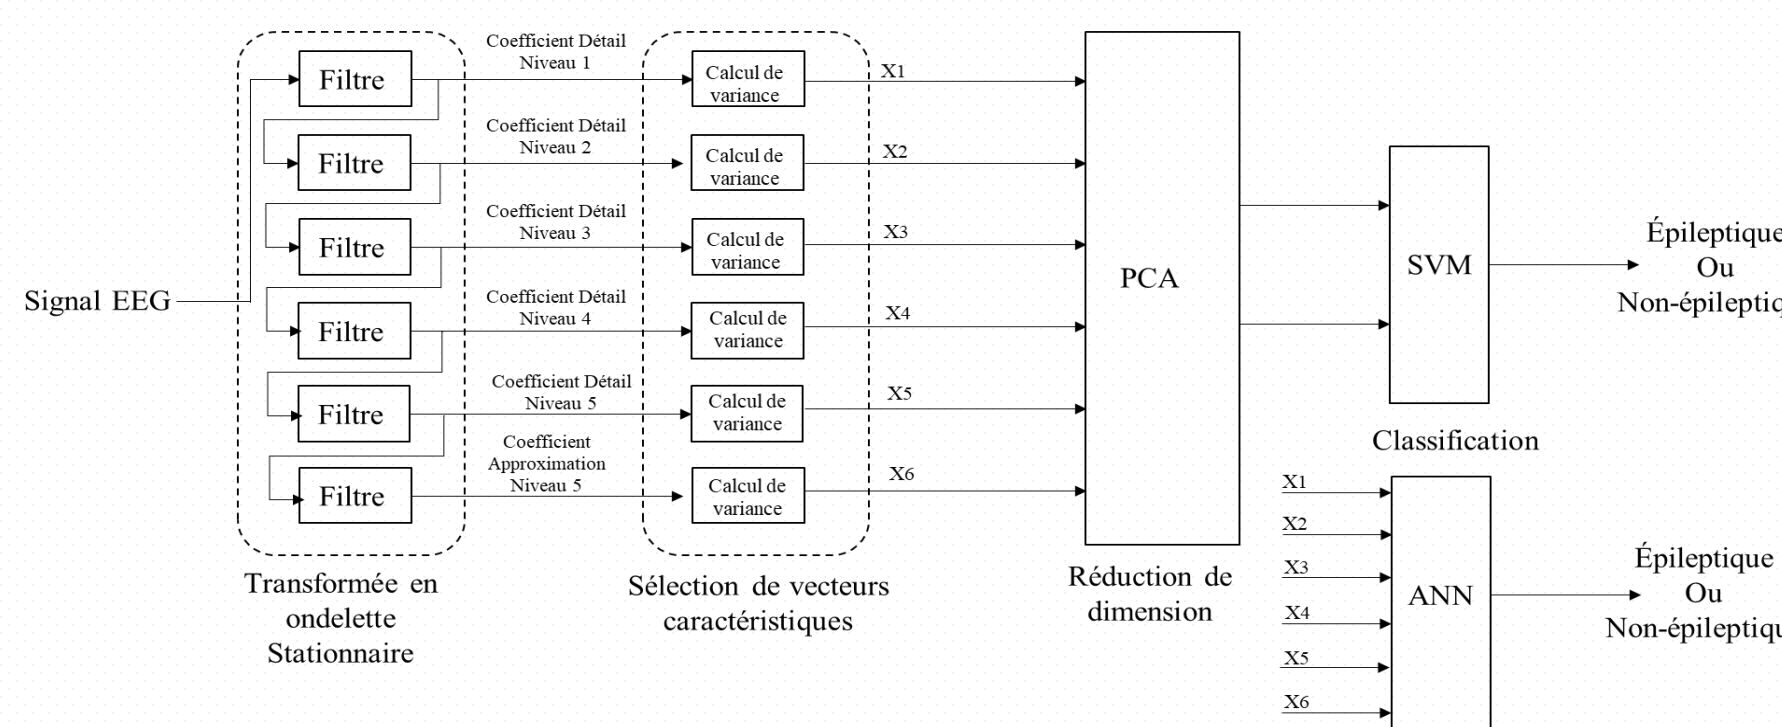 Signal EEG
Filtre
Filtre
Filtre
Filtre
Filtre
Filtre
Transformée en
ondelette
Stationnaire
Coefficient Détail
Niveau 1
Coefficient Détail
Niveau 2
Coefficient Détail
Niveau 3
Coefficient Détail
Niveau 4
Coefficient Détail
Niveau 5
Coefficient
Approximation
Niveau 5
Calcul de
variance
Calcul de
variance
Calcul de
variance
Calcul de
variance
Calcul de
variance
Calcul de
variance
Sélection de vecteurs
caractéristiques
X1
X2
X3
X4
X5
X6
PCA
Réduction de
dimension
SVM
Classification
Épileptique
Ou
Non-épileptiq
X1
X2
X3
X4
X5
X6
ANN
Épileptique
Ou
Non-épileptiqu